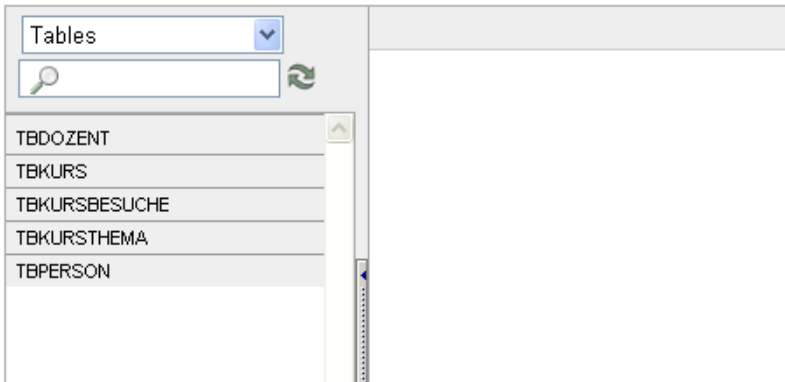 Tables
TBDOZENT
TBKURS
TBKURSBESUCHE
TBKURSTHEMA
TBPERSON